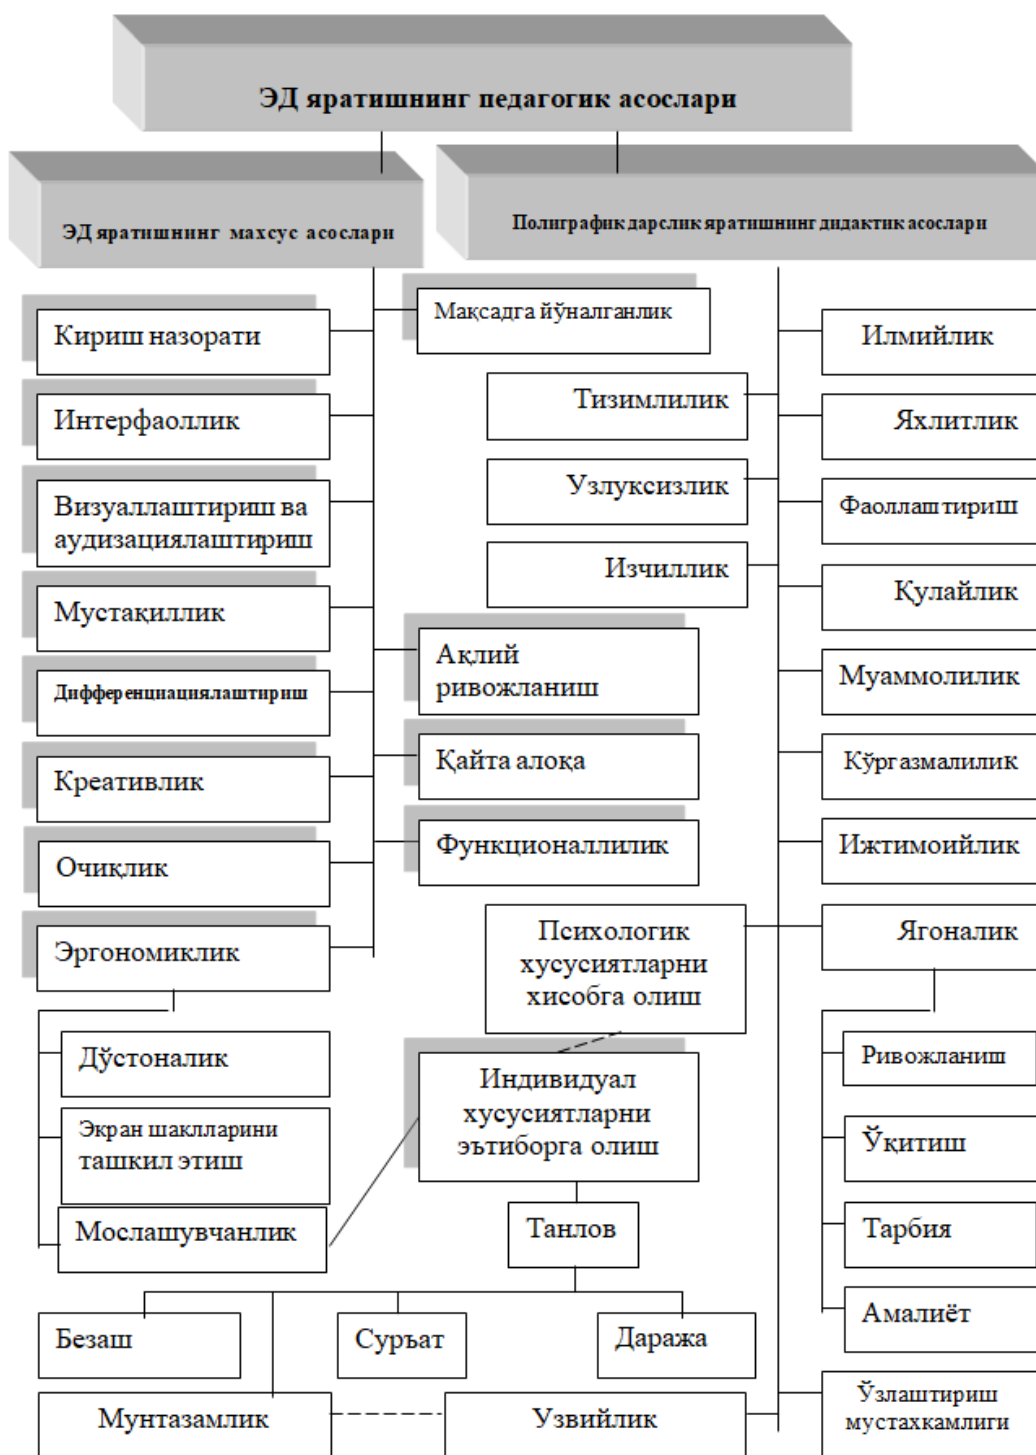 ЭД яратишнинг педагогик асослари
ЭД яратишнинг махсус асослари
Полиграфик дарслик яратишнинг дидактик асослари
Кириш назорати
Интерфаоллик
Визуаллаштириш ва
аудизациялаштириш
Мустақиллик
Дифференциациялаштириш
Креативлик
Очиқлик
Эргономиклик
Дўстоналик
Экран шаклларини
ташкил этиш
Мослашувчанлик
Мақсадга йўналганлик
Тизимлилик
Узлуксизлик
Изчиллик
Ақлий
ривожланиш
Қайта алоқа
Функционаллилик
Психологик
хусусиятларни
хисобга олиш
Индивидуал
хусусиятларни
эътиборга олиш
Танлов
Безаш
Суръат
Даража
Мунтазамлик
Узвийлик
Илмийлик
Яхлитлик
Фаоллаштириш
Қулайлик
Муаммолилик
Кўргазмалилик
Ижтимоийлик
Ягоналик
Ривожланиш
Ўқитиш
Тарбия
Амалиёт
Ўзлаштириш
мустахкамлиги